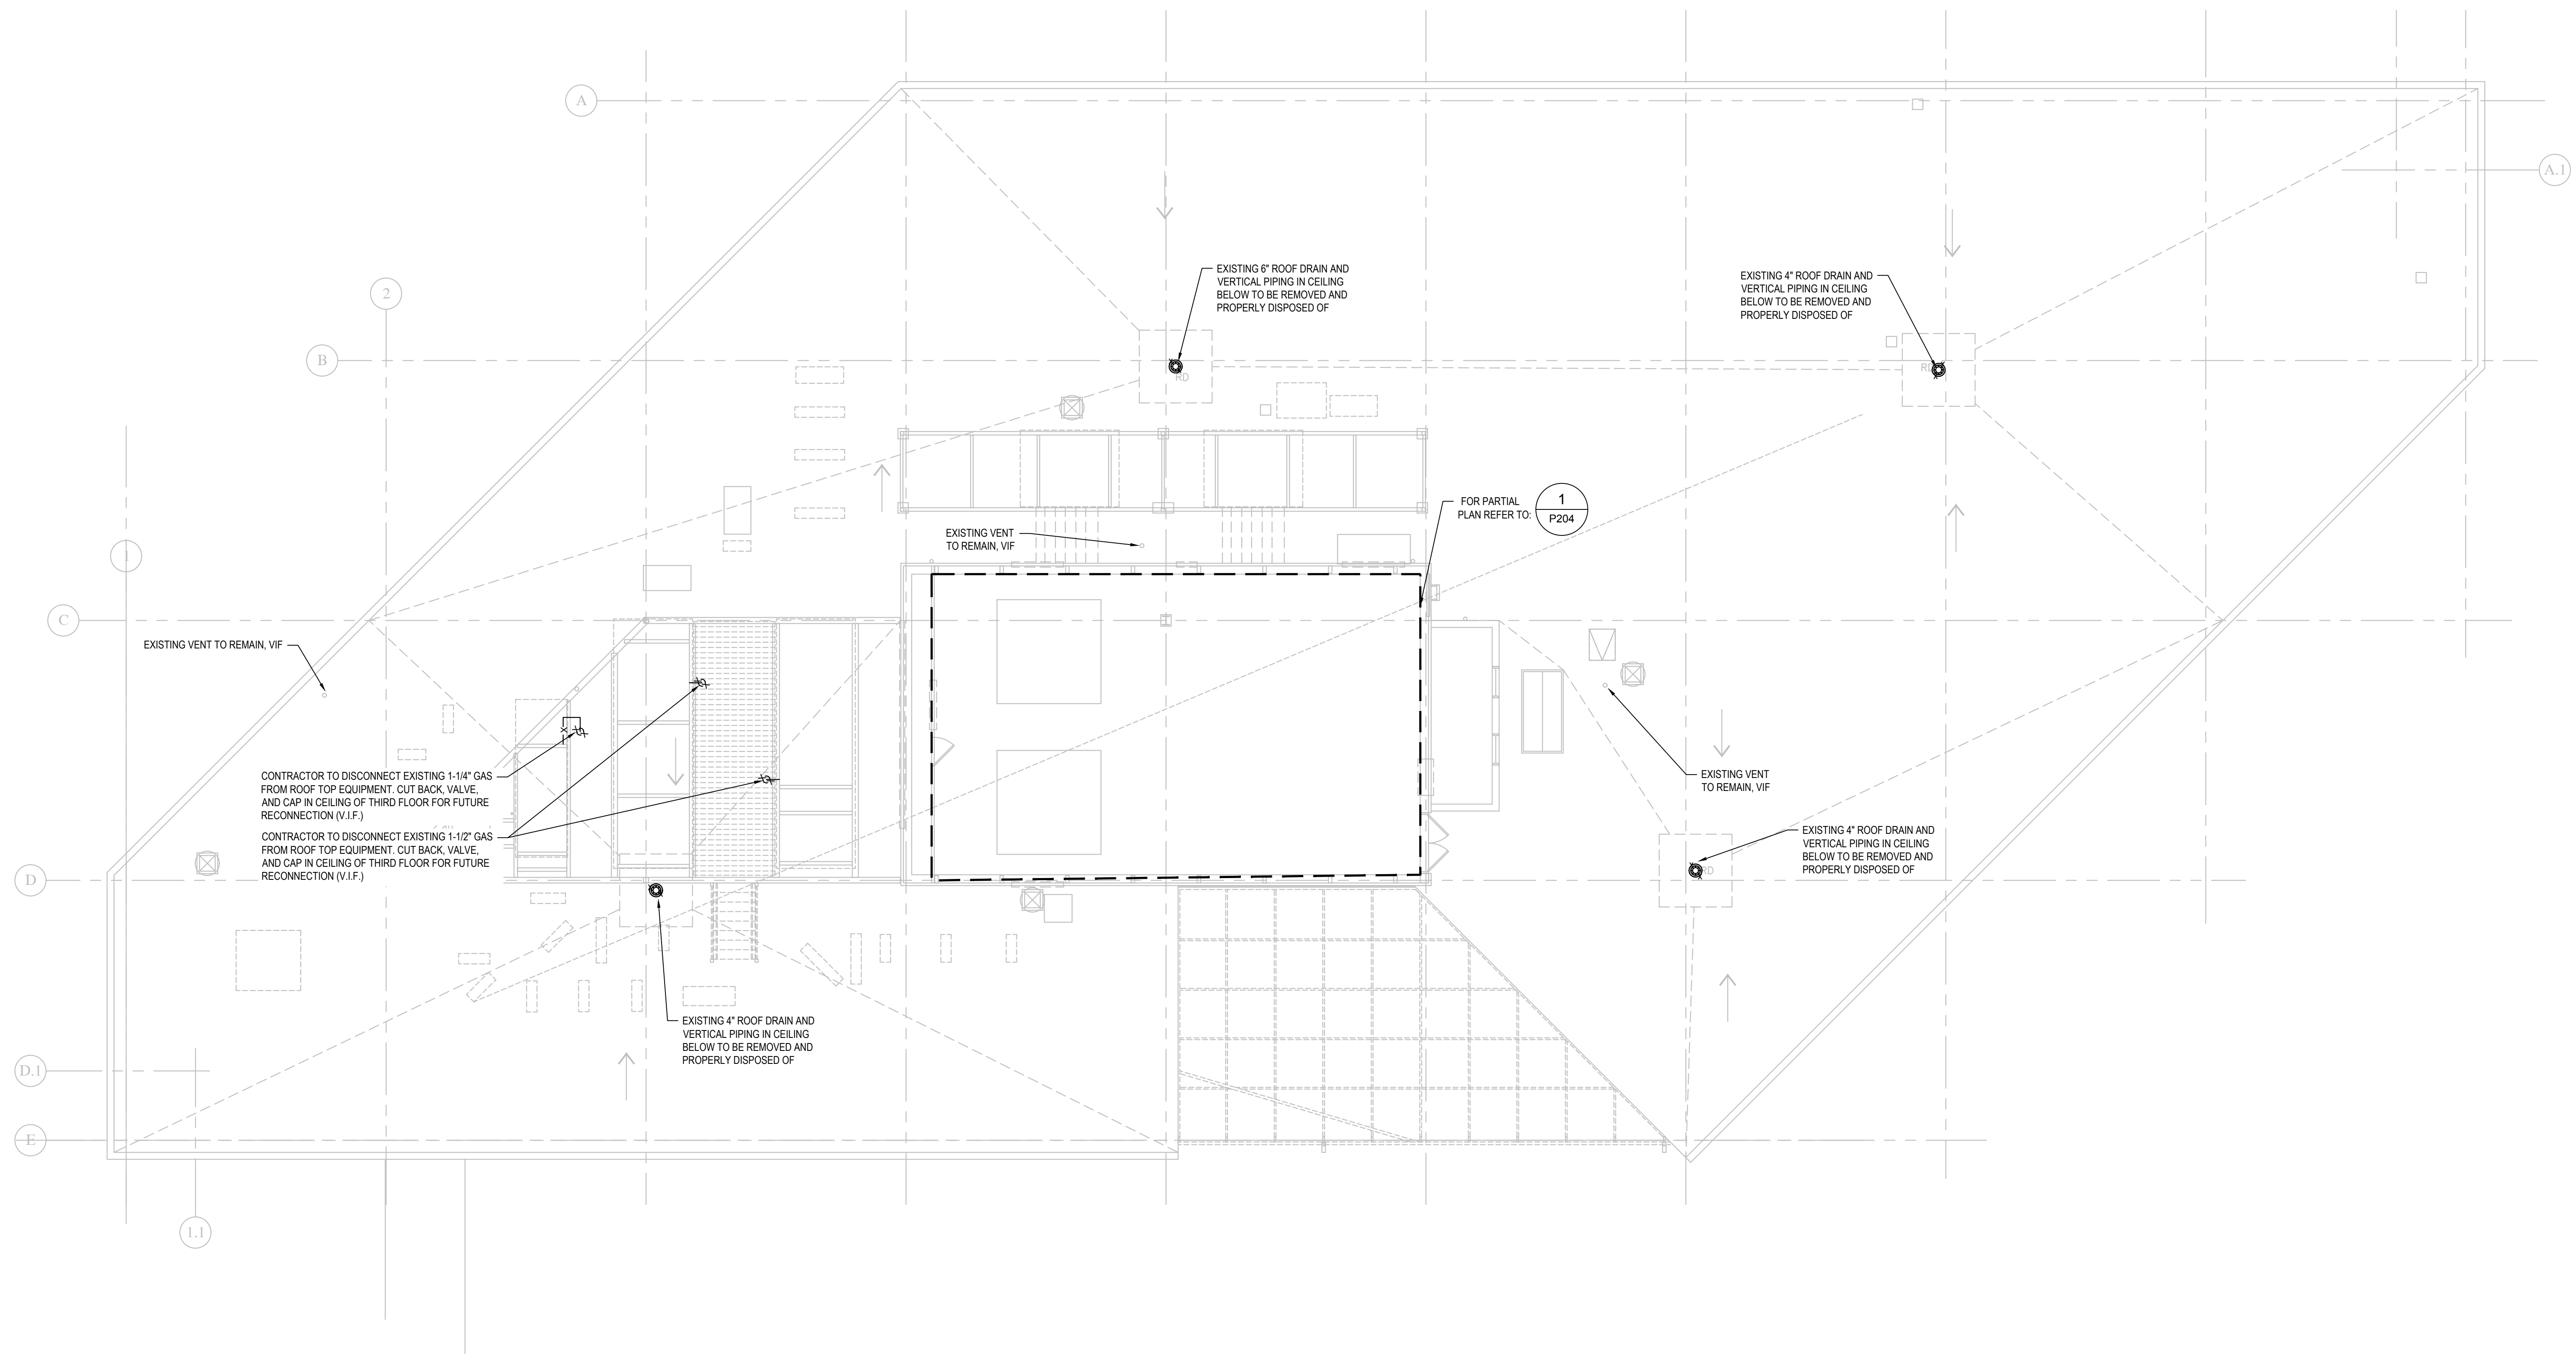 A
A.1
2
EXISTING 6" ROOF DRAIN AND
VERTICAL PIPING IN CEILING
BELOW TO BE REMOVED AND
PROPERLY DISPOSED OF
EXISTING 4" ROOF DRAIN AND
VERTICAL PIPING IN CEILING
BELOW TO BE REMOVED AND
PROPERLY DISPOSED OF
B
RD
RD
FOR PARTIAL
PLAN REFER TO:
1
P204
EXISTING VENT
TO REMAIN, VIF
1
C
EXISTING VENT TO REMAIN, VIF
X
CONTRACTOR TO DISCONNECT EXISTING 1-1/4" GAS
FROM ROOF TOP EQUIPMENT. CUT BACK, VALVE,
AND CAP IN CEILING OF THIRD FLOOR FOR FUTURE
RECONNECTION (V.I.F.)
CONTRACTOR TO DISCONNECT EXISTING 1-1/2" GAS
FROM ROOF TOP EQUIPMENT. CUT BACK, VALVE,
AND CAP IN CEILING OF THIRD FLOOR FOR FUTURE
RECONNECTION (V.I.F.)
EXISTING VENT
TO REMAIN, VIF
EXISTING 4" ROOF DRAIN AND
VERTICAL PIPING IN CEILING
BELOW TO BE REMOVED AND
PROPERLY DISPOSED OF
RD
D
EXISTING 4" ROOF DRAIN AND
VERTICAL PIPING IN CEILING
BELOW TO BE REMOVED AND
PROPERLY DISPOSED OF
D.1
E
1.1